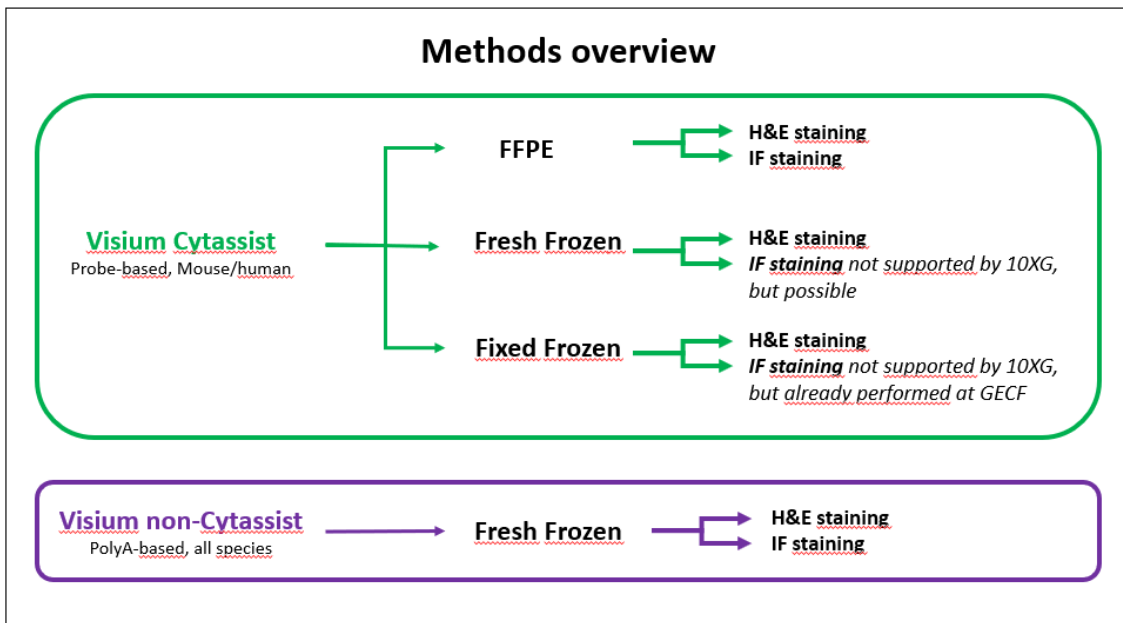 Methods overview
FFPE
H&E staining
IF staining
Visium Cytassist
Probe-based, Mouse/human
Fresh Frozen
H&E staining
IF staining not supported by 10XG,
but possible
Fixed Frozen
H&E staining
IF staining not supported by 10XG,
but already performed at GECF
Visium non-Cytassist
PolyA-based, all species
Fresh Frozen
H&E staining
IF staining